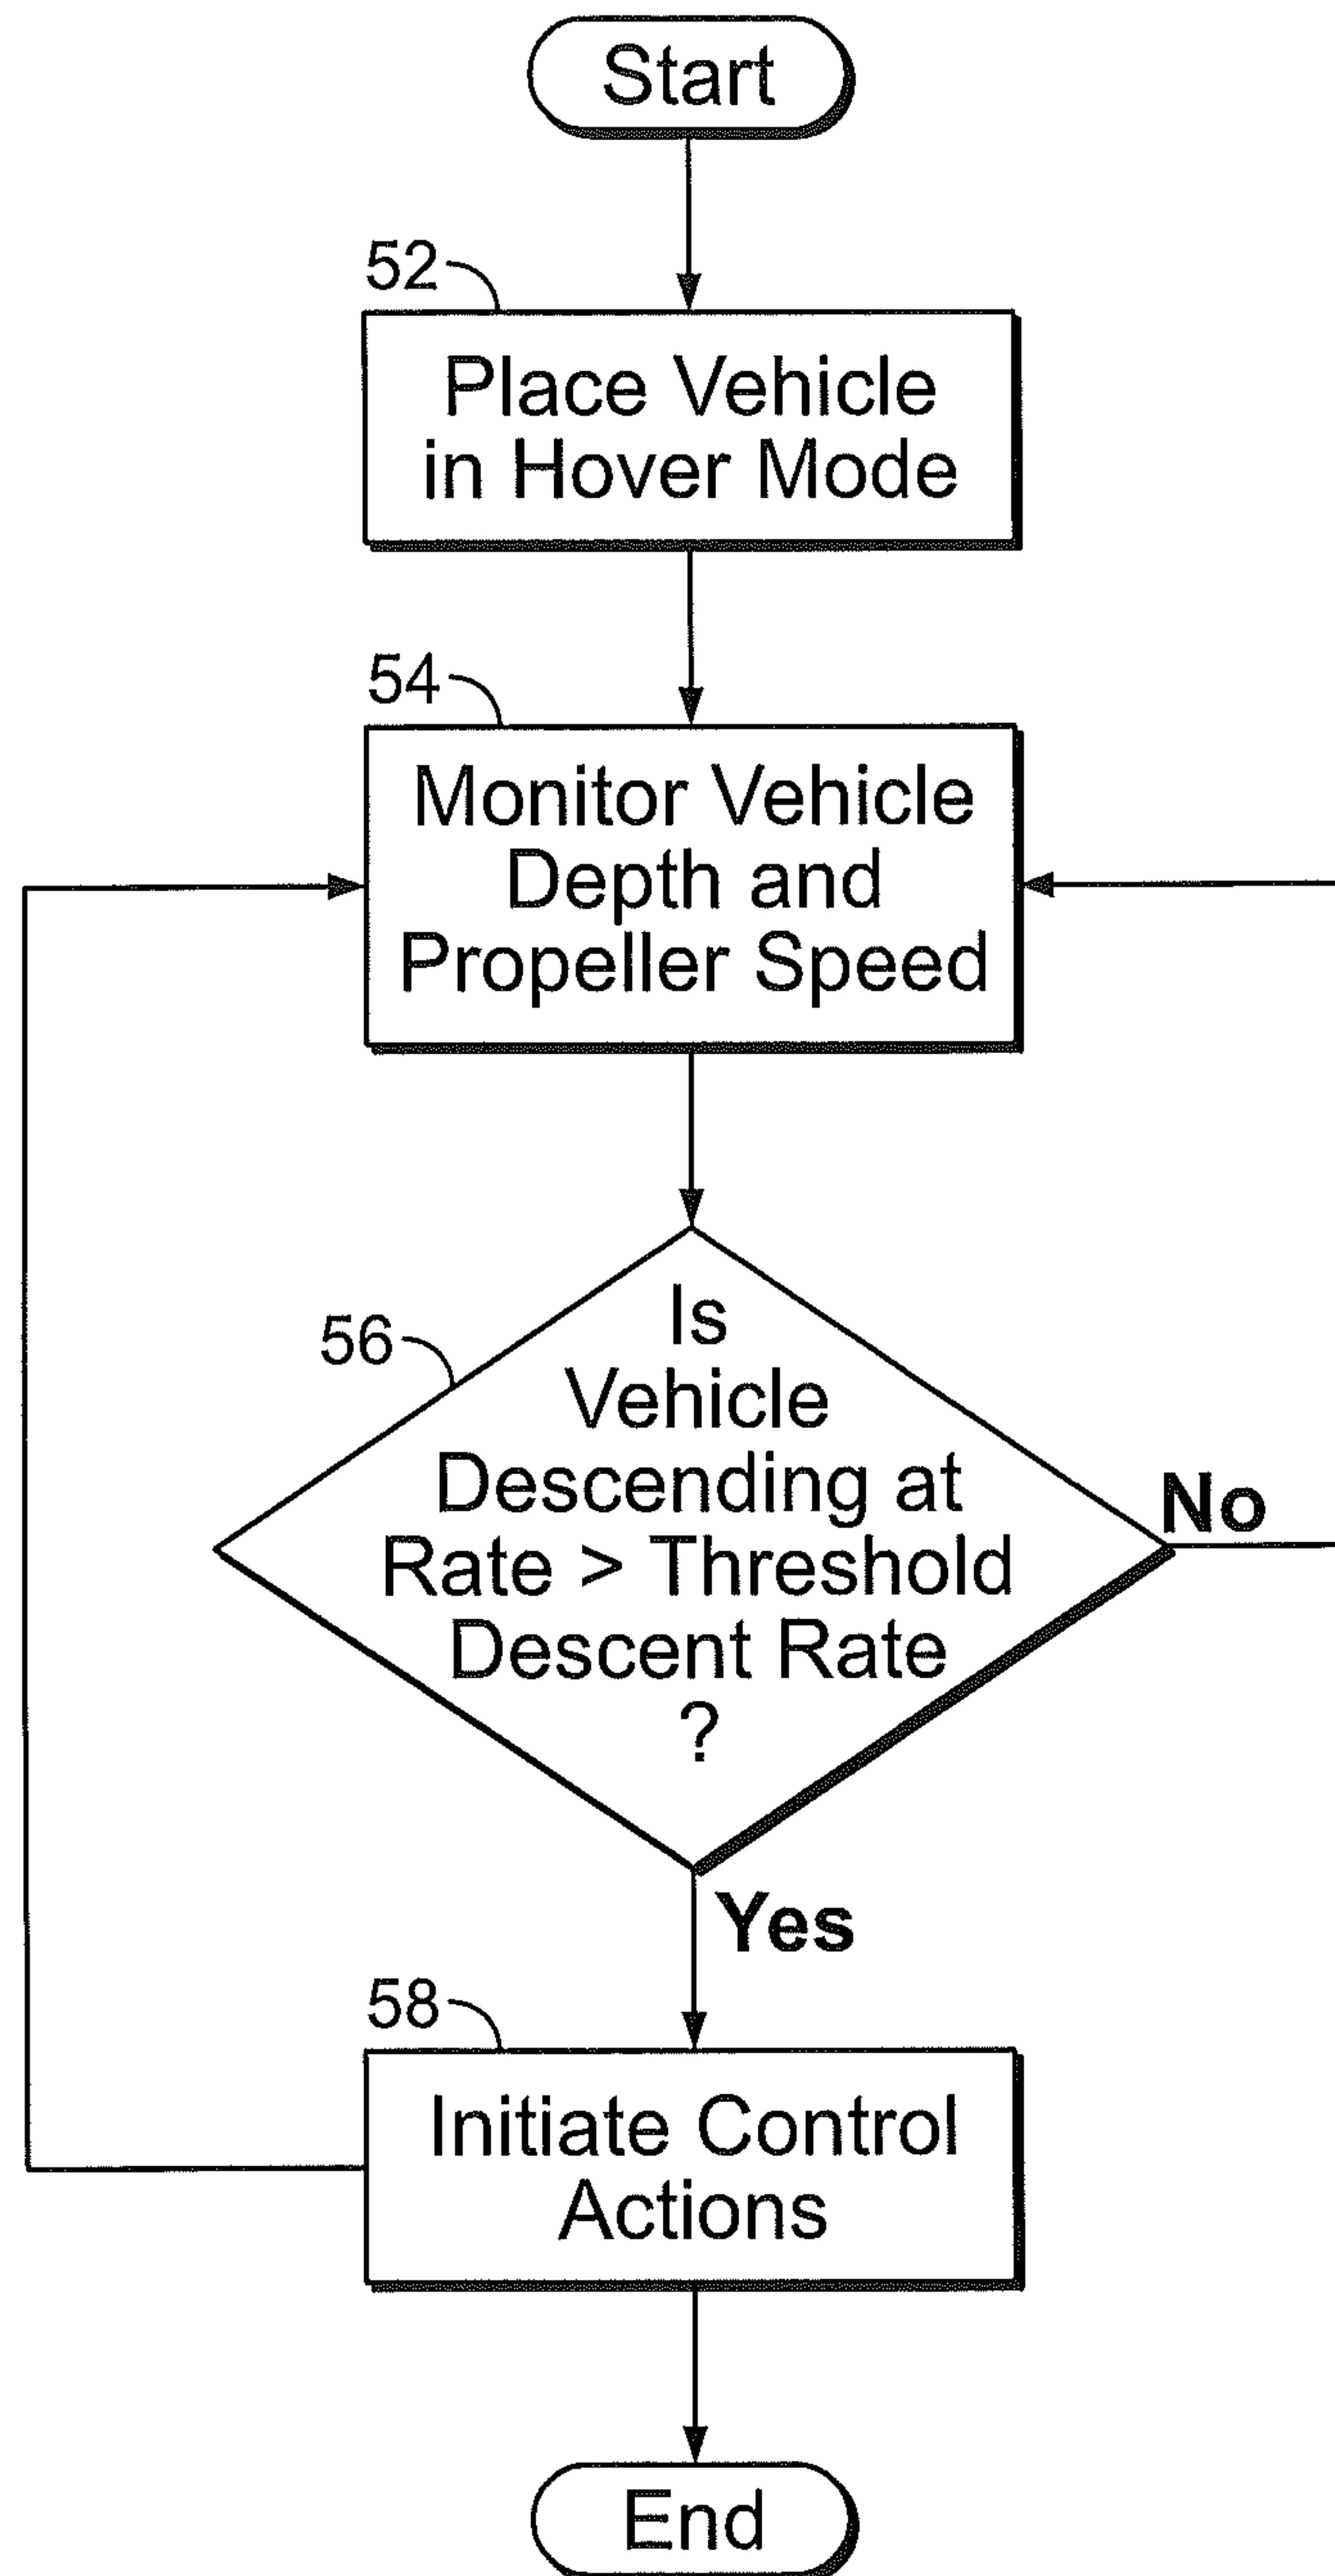 Start
52
Place Vehicle
in Hover Mode
54
Monitor Vehicle
Depth and
Propeller Speed
56
Is
Vehicle
Descending at
Rate > Threshold
Descent Rate
?
No
Yes
58
Initiate Control
Actions
End